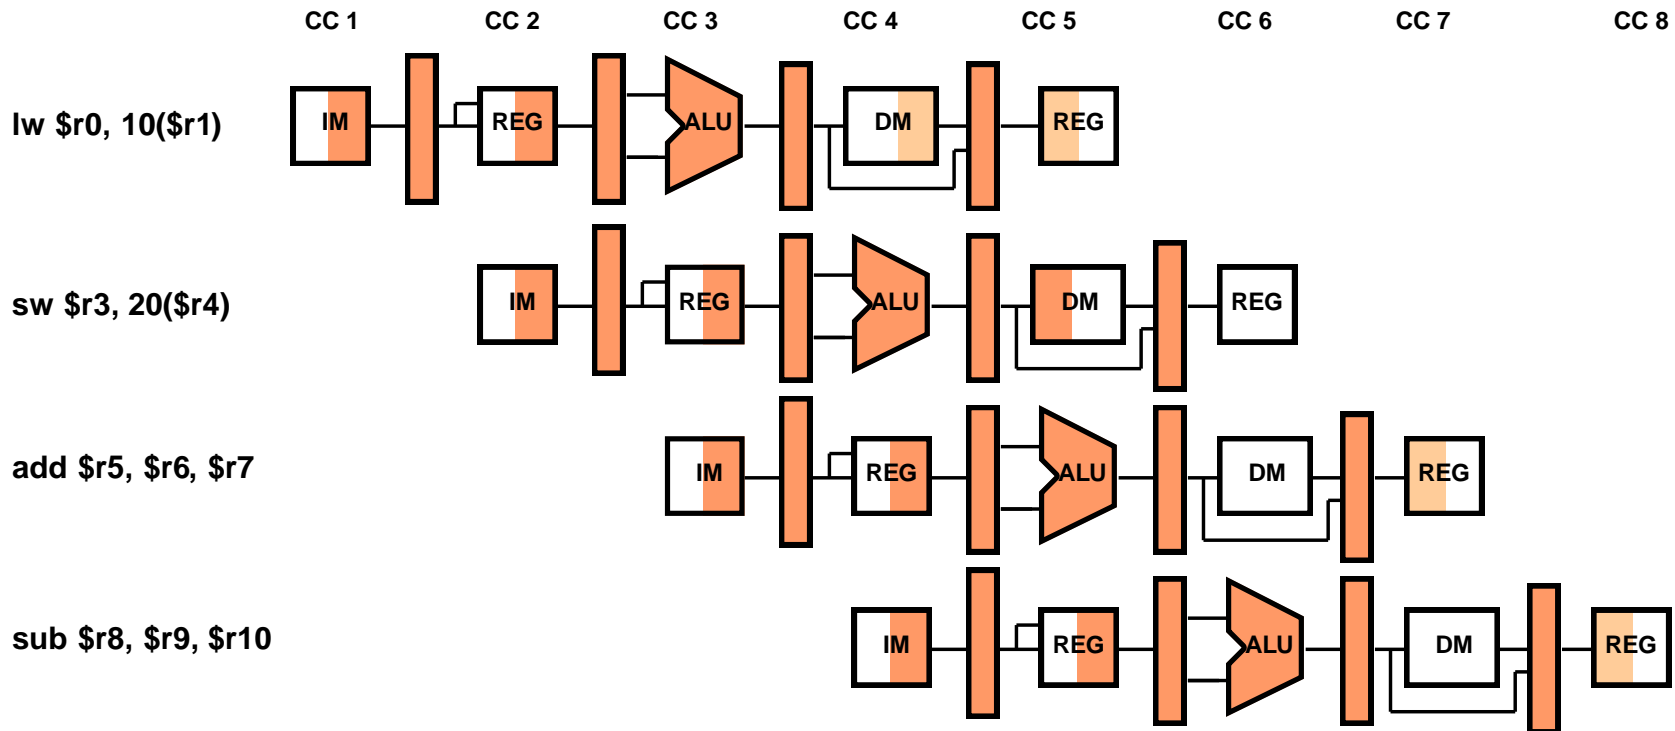 CC 1 CC 2 CC 3 CC 4 CC 5 CC 6 CC 7 CC 8
lw $r0, 10($r1) IM REG ALU DM REG
sw $r3, 20($r4) IM REG ALU DM REG
add $r5, $r6, $r7 IM REG ALU DM REG
sub $r8, $r9, $r10 IM REG ALU DM REG